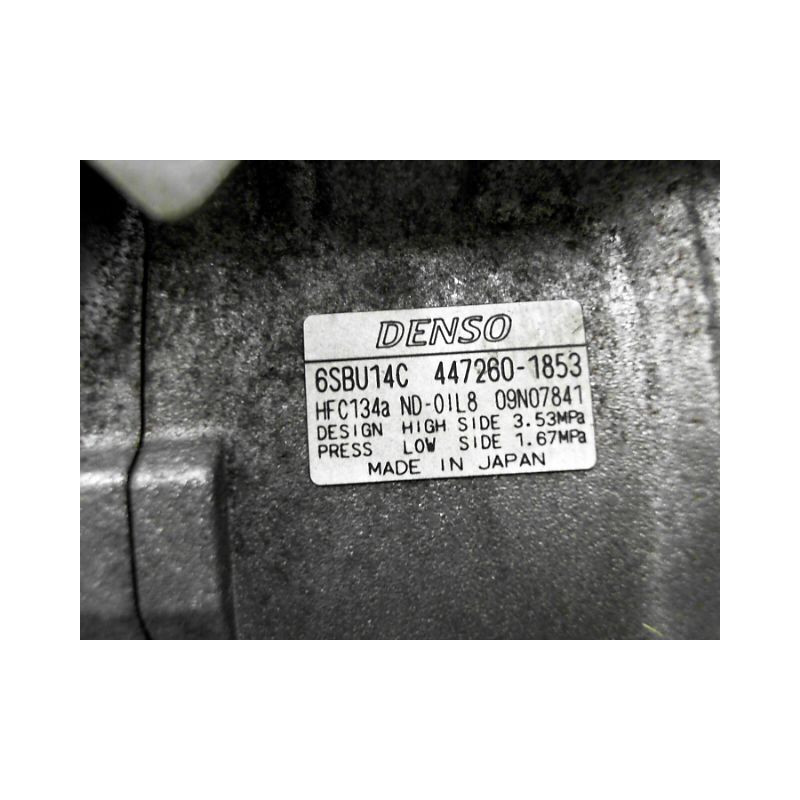 DENSO
6SBU14C 447260-1853
HFC134a ND-OIL8 09N07841
DESIGN HIGH SIDE 3.53MPa
PRESS LOW SIDE 1.67MPa
MADE IN JAPAN